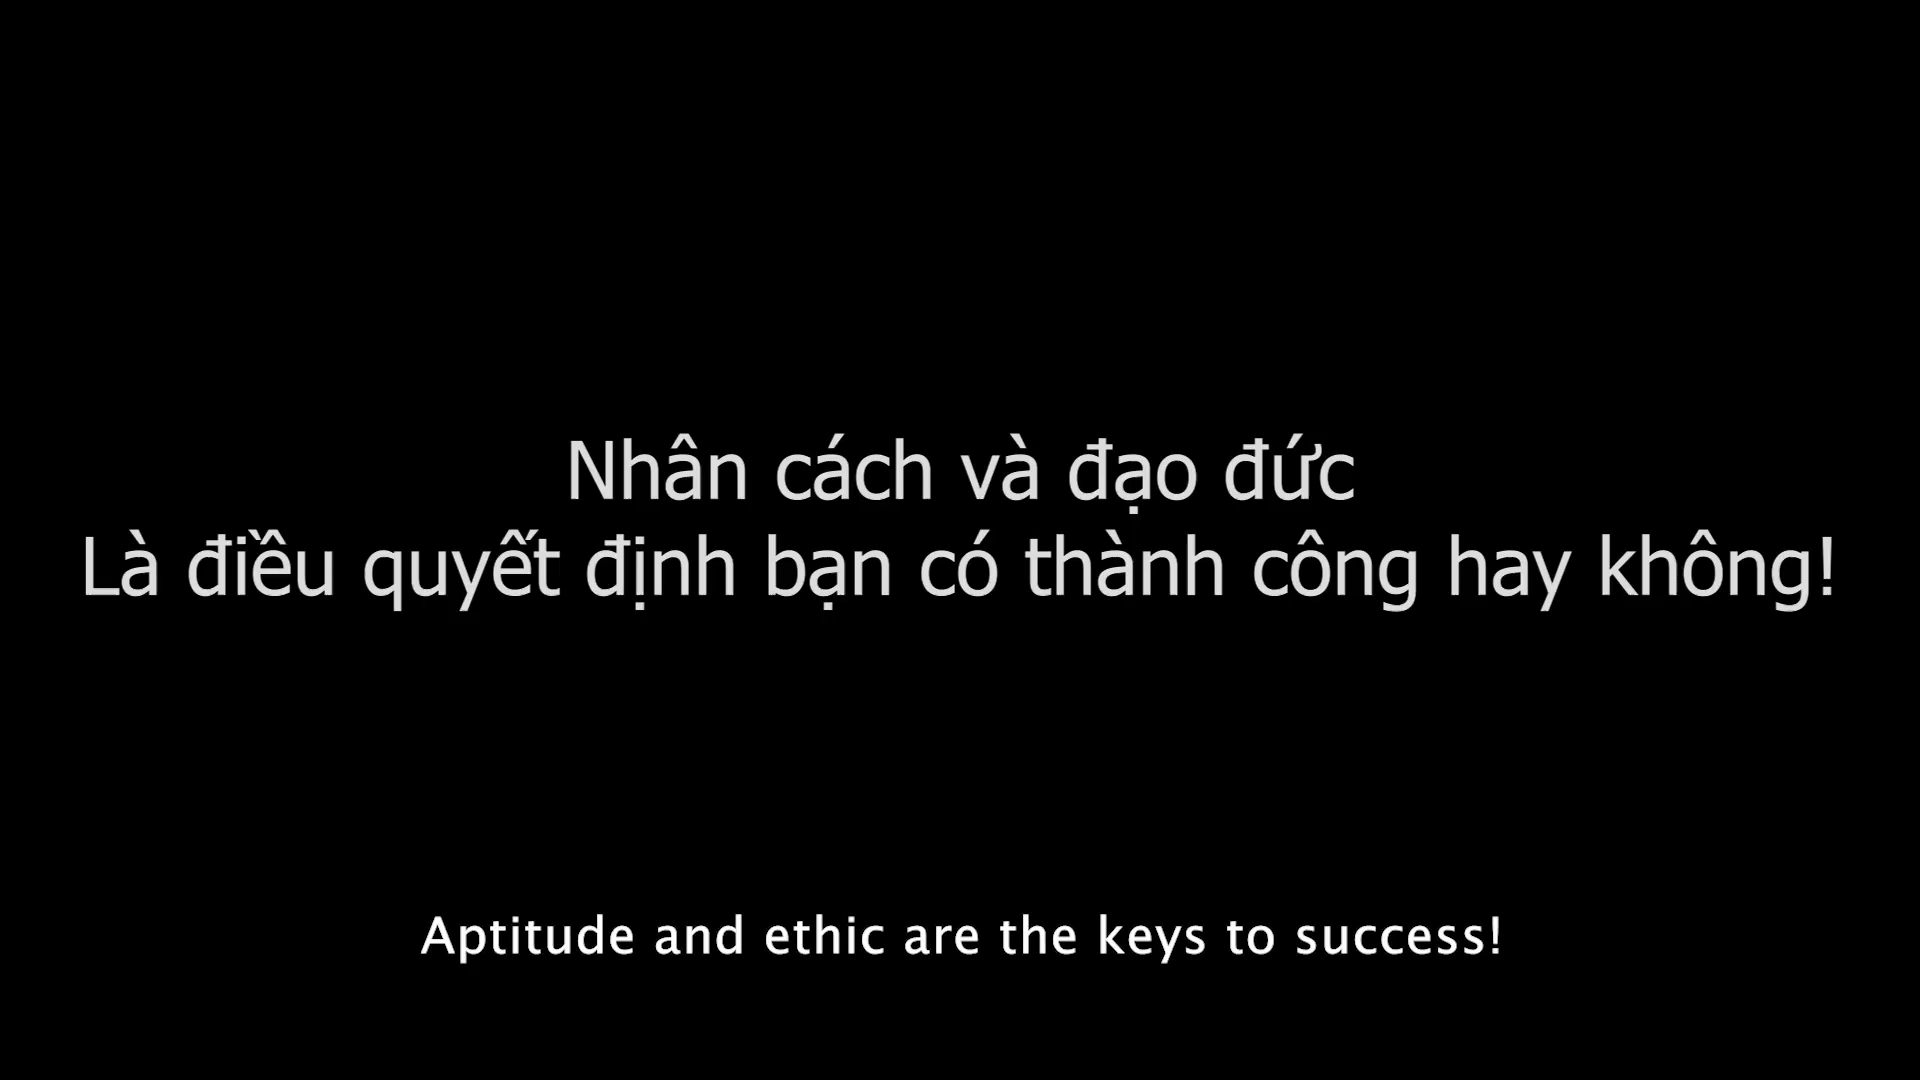 Nhân cách và đạo đức
Là điều quyết định bạn có thành công hay không!
Aptitude and ethic are the keys to success!